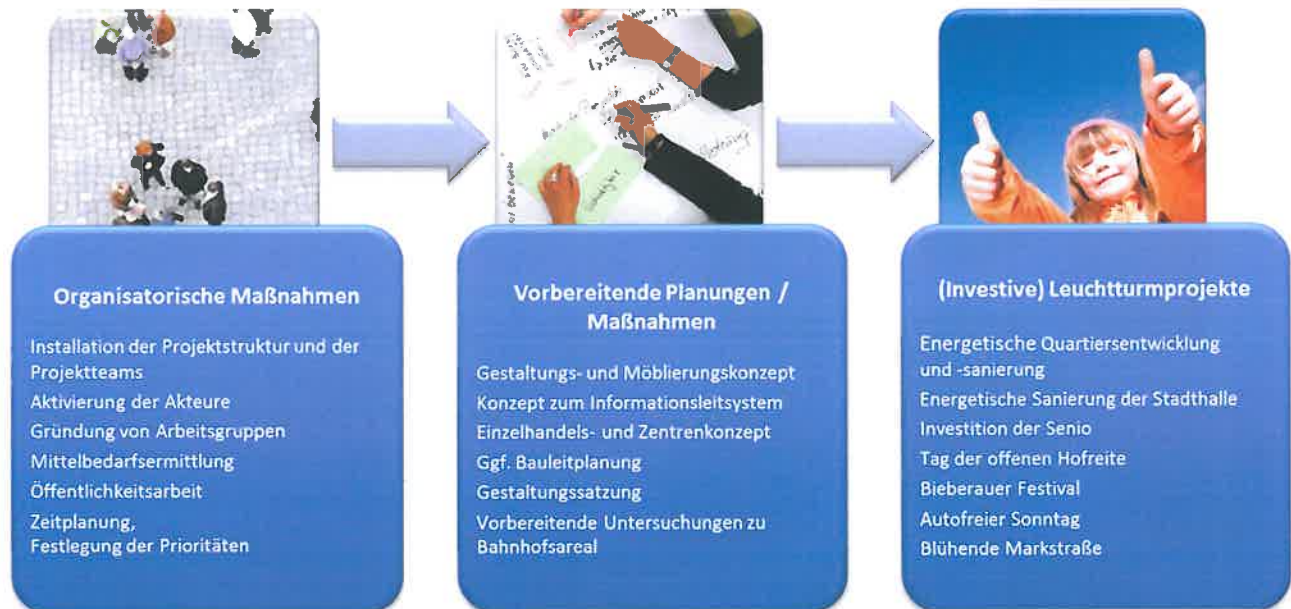 Organisatorische Maßnahmen
Installation der Projektstruktur und der
Projektteams
Aktivierung der Akteure
Gründung von Arbeitsgruppen
Mittelbedarfsermittlung
Öffentlichkeitsarbeit
Zeitplanung,
Festlegung der Prioritäten
Vorbereitende Planungen /
Maßnahmen
Gestaltungs- und Möblierungskonzept
Konzept zum Informationsleitsystem
Einzelhandels- und Zentrenkonzept
Ggf. Bauleitplanung
Gestaltungssatzung
Vorbereitende Untersuchungen zu
Bahnhofsareal
(Investive) Leuchtturmprojekte
Energetische Quartiersentwicklung
und -sanierung
Energetische Sanierung der Stadthalle
Investition der Senio
Tag der offenen Hofreite
Bieberauer Festival
Autofreier Sonntag
Blühende Markstraße